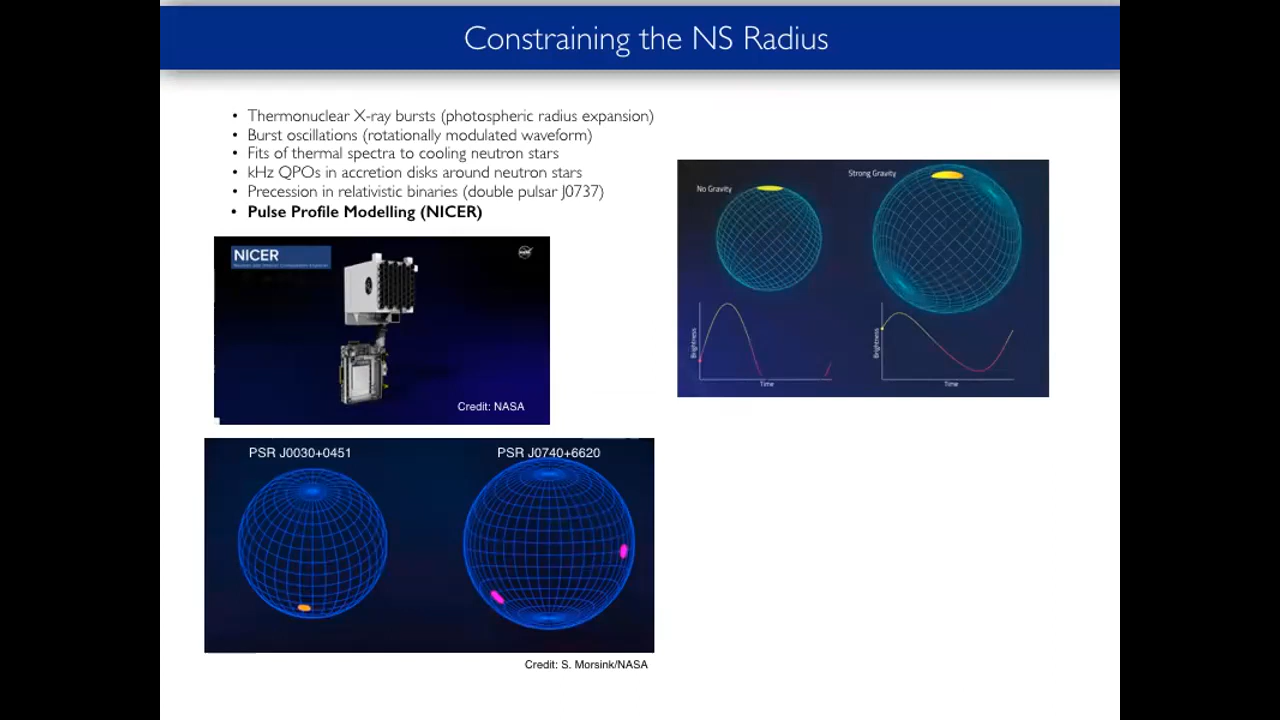 Constraining the NS Radius
• Thermonuclear X-ray bursts (photospheric radius expansion)
• Burst oscillations (rotationally modulated waveform)
• Fits of thermal spectra to cooling neutron stars
• kHz QPOs in accretion disks around neutron stars
• Precession in relativistic binaries (double pulsar J0737)
• Pulse Profile Modelling (NICER)
NICER
Credit: NASA
No Gravity
Strong Gravity
Brightness
Time
Brightness
Time
PSR J0030+0451
PSR J0740+6620
Credit: S. Morsink/NASA